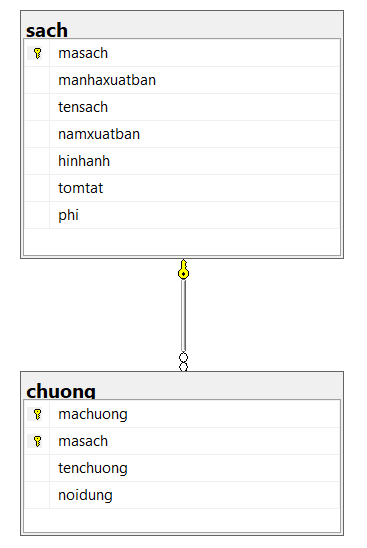 sach
masach
manhaxuatban
tensach
namxuatban
hinhanh
tomtat
phi
chuong
machuong
masach
tenchuong
noidung